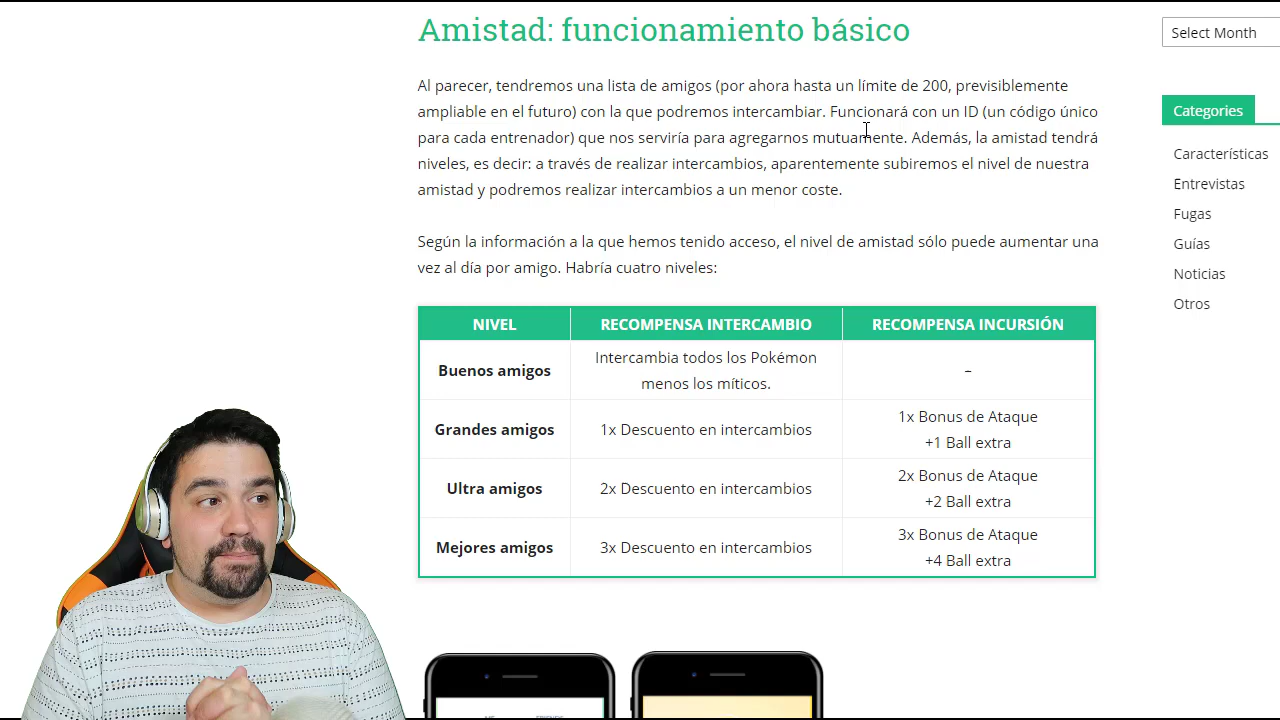 Amistad: funcionamiento básico
Al parecer, tendremos una lista de amigos (por ahora hasta un límite de 200, previsiblemente
ampliable en el futuro) con la que podremos intercambiar. Funcionará con un ID (un código único
para cada entrenador) que nos serviría para agregarnos mutuamente. Además, la amistad tendrá
niveles, es decir: a través de realizar intercambios, aparentemente subiremos el nivel de nuestra
amistad y podremos realizar intercambios a un menor coste.
Según la información a la que hemos tenido acceso, el nivel de amistad sólo puede aumentar una
vez al día por amigo. Habría cuatro niveles:
NIVEL RECOMPENSA INTERCAMBIO RECOMPENSA INCURSIÓN
Buenos amigos
Intercambia todos los Pokémon
menos los míticos.
–
Grandes amigos
1x Descuento en intercambios
1x Bonus de Ataque
+1 Ball extra
Ultra amigos
2x Descuento en intercambios
2x Bonus de Ataque
+2 Ball extra
Mejores amigos
3x Descuento en intercambios
3x Bonus de Ataque
+4 Ball extra
Select Month
Categories
Características
Entrevistas
Fugas
Guías
Noticias
Otros